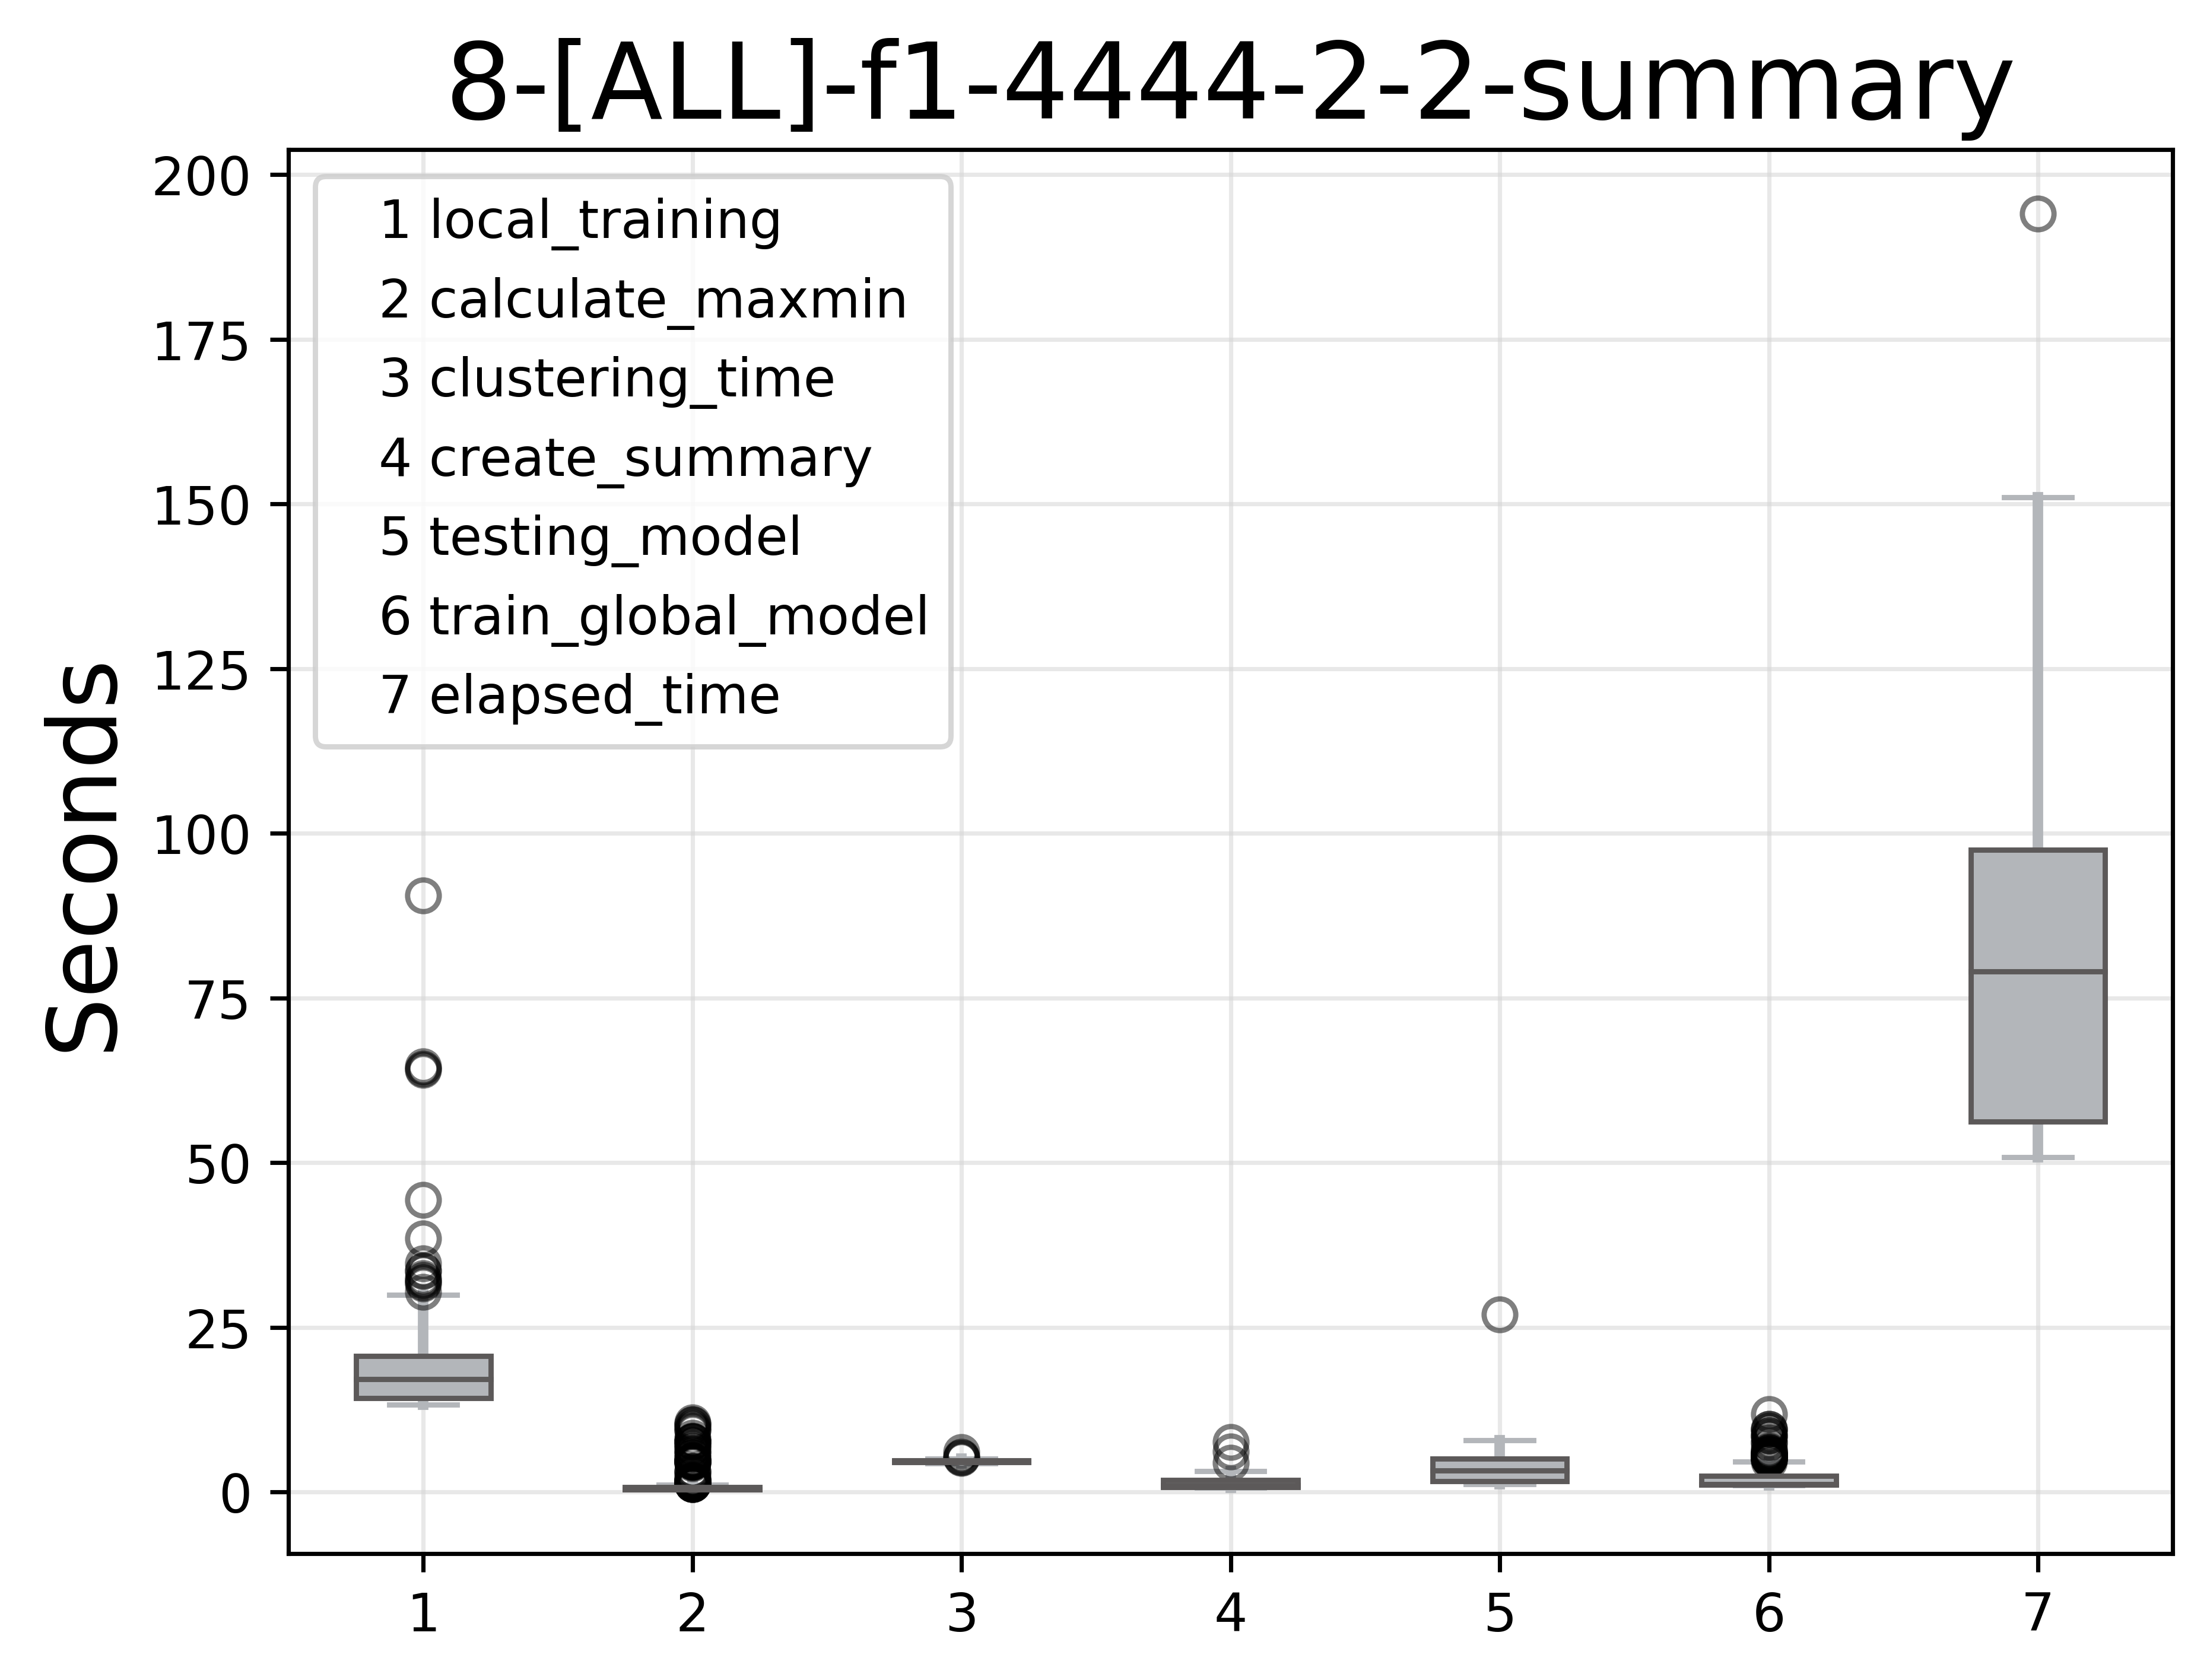 8-[ALL]-f1-4444-2-2-summary
Seconds
200
175
150
125
100
75
50
25
0
1 local_training
2 calculate_maxmin
3 clustering_time
4 create_summary
5 testing_model
6 train_global_model
7 elapsed_time
1 2 3 4 5 6 7